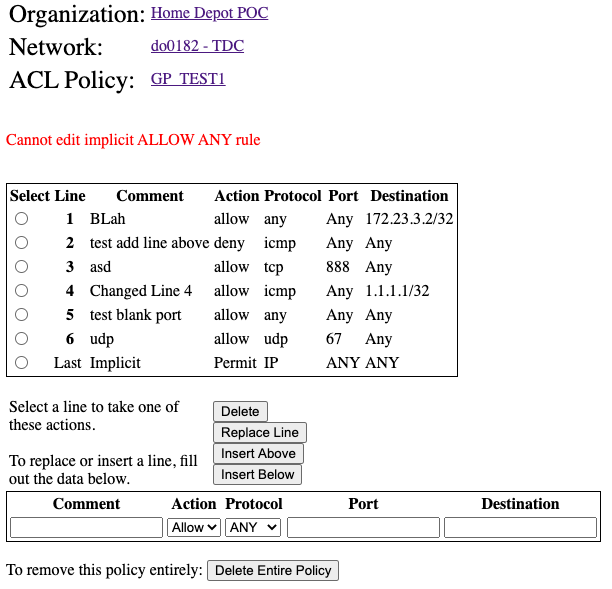 Organization: Home Depot POC
Network: do0182 - TDC
ACL Policy: GP_TEST1
Cannot edit implicit ALLOW ANY rule
Select Line Comment Action Protocol Port Destination
1 BLah allow any Any 172.23.3.2/32
2 test add line above deny icmp Any Any
3 asd allow tcp 888 Any
4 Changed Line 4 allow icmp Any 1.1.1.1/32
5 test blank port allow any Any Any
6 udp allow udp 67 Any
Last Implicit Permit IP ANY ANY
Select a line to take one of
these actions.
To replace or insert a line, fill
out the data below.
Delete
Replace Line
Insert Above
Insert Below
Comment Action Protocol Port Destination
Allow ANY
To remove this policy entirely: Delete Entire Policy